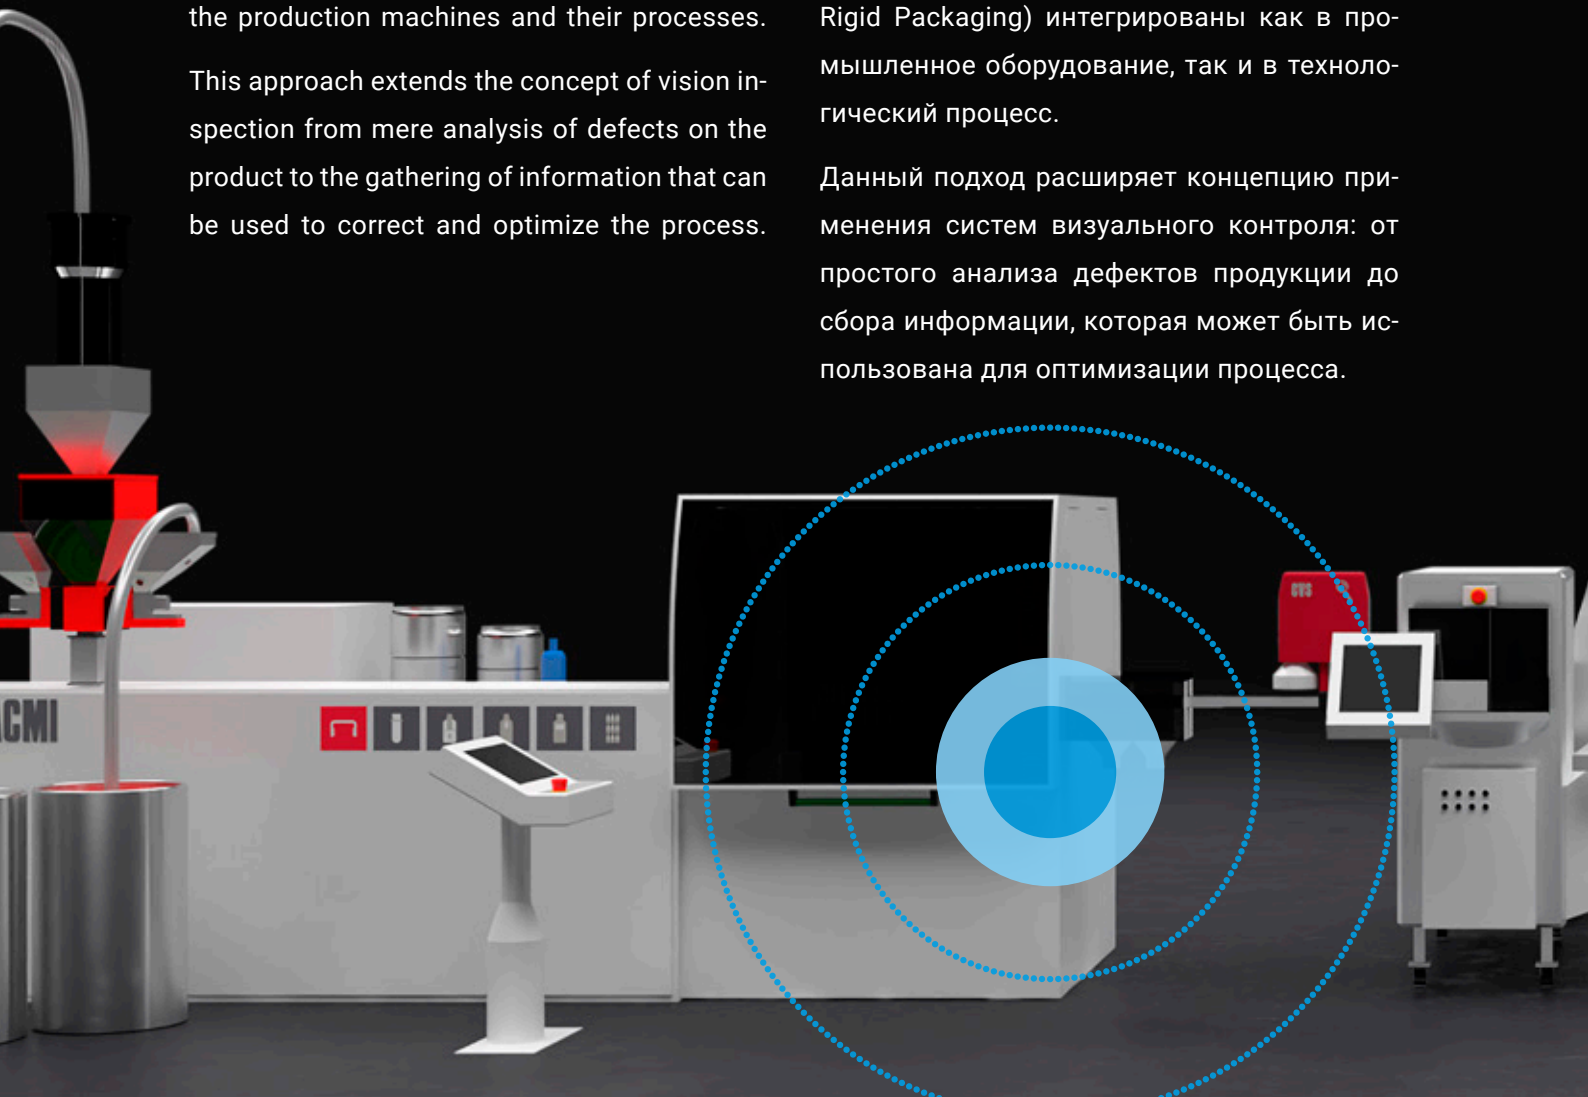 the production machines and their processes.
This approach extends the concept of vision in-
spection from mere analysis of defects on the
product to the gathering of information that can
be used to correct and optimize the process.
Rigid Packaging) интегрированы как в про-
мышленное оборудование, так и в техноло-
гический процесс.
Данный подход расширяет концепцию при-
менения систем визуального контроля: от
простого анализа дефектов продукции до
сбора информации, которая может быть ис-
пользована для оптимизации процесса.
CVS
ACMI